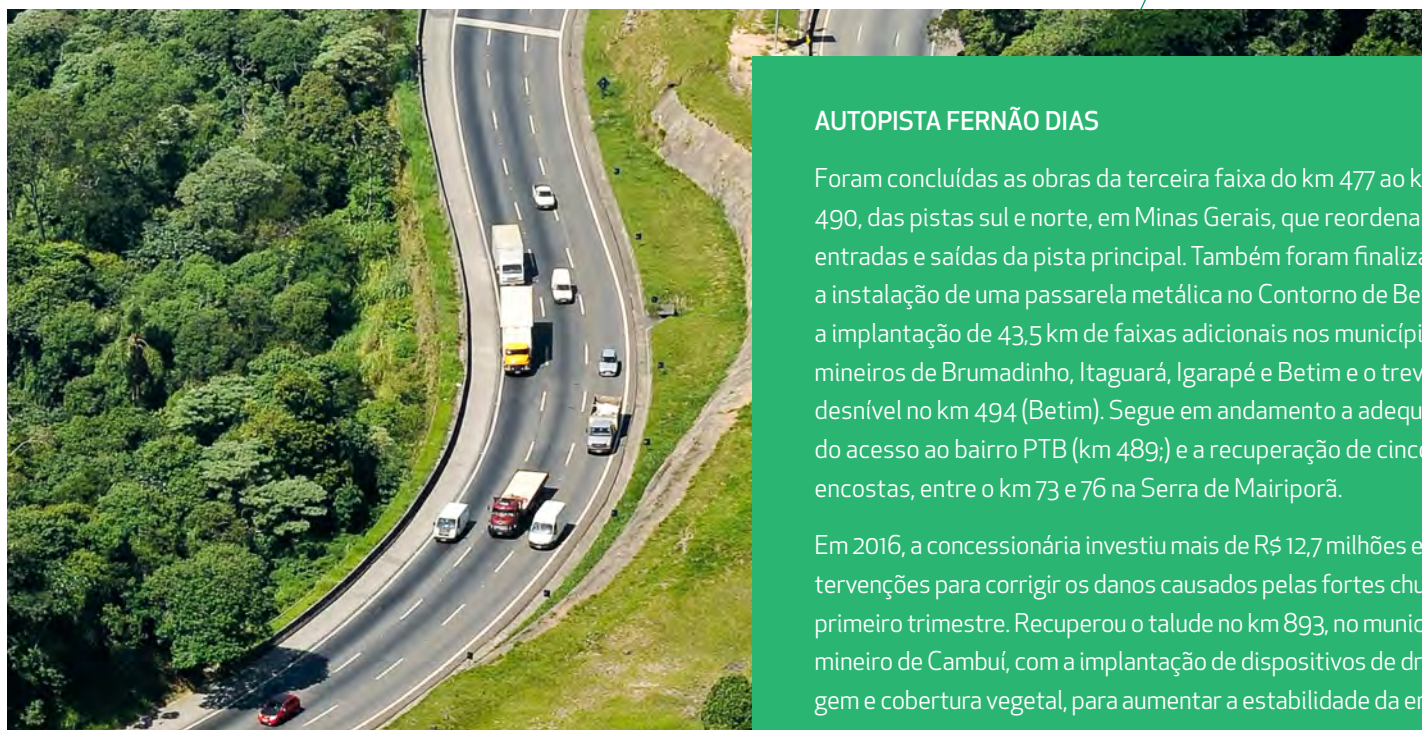 AUTOPISTA FERNÃO DIAS
Foram concluídas as obras da terceira faixa do km 477 ao
490, das pistas sul e norte, em Minas Gerais, que
entradas e saídas da pista principal. Também foram
a instalação de uma passarela metálica no Contorno de
a implantação de 43,5 km de faixas adicionais nos
mineiros de Brumadinho, Itaguará, Igarapé e Betim e o
desnível no km 494 (Betim). Segue em andamento a
do acesso ao bairro PTB (km 489;) e a recuperação de
encostas, entre o km 73 e 76 na Serra de Mairiporã.
Em 2016, a concessionária investiu mais de R$ 12,7 milhões
tervenções para corrigir os danos causados pelas fortes
primeiro trimestre. Recuperou o talude no km 893, no
mineiro de Cambuí, com a implantação de dispositivos de
gem e cobertura vegetal, para aumentar a estabilidade da